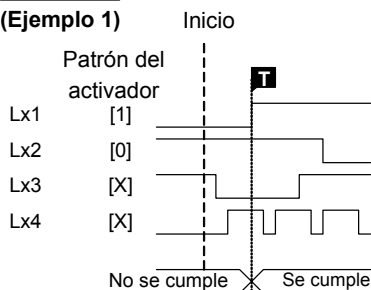 (Ejemplo 1) Inicio
Patrón del
activador
T
Lx1 [1]
Lx2 [0]
Lx3 [X]
Lx4 [X]
No se cumple Se cumple